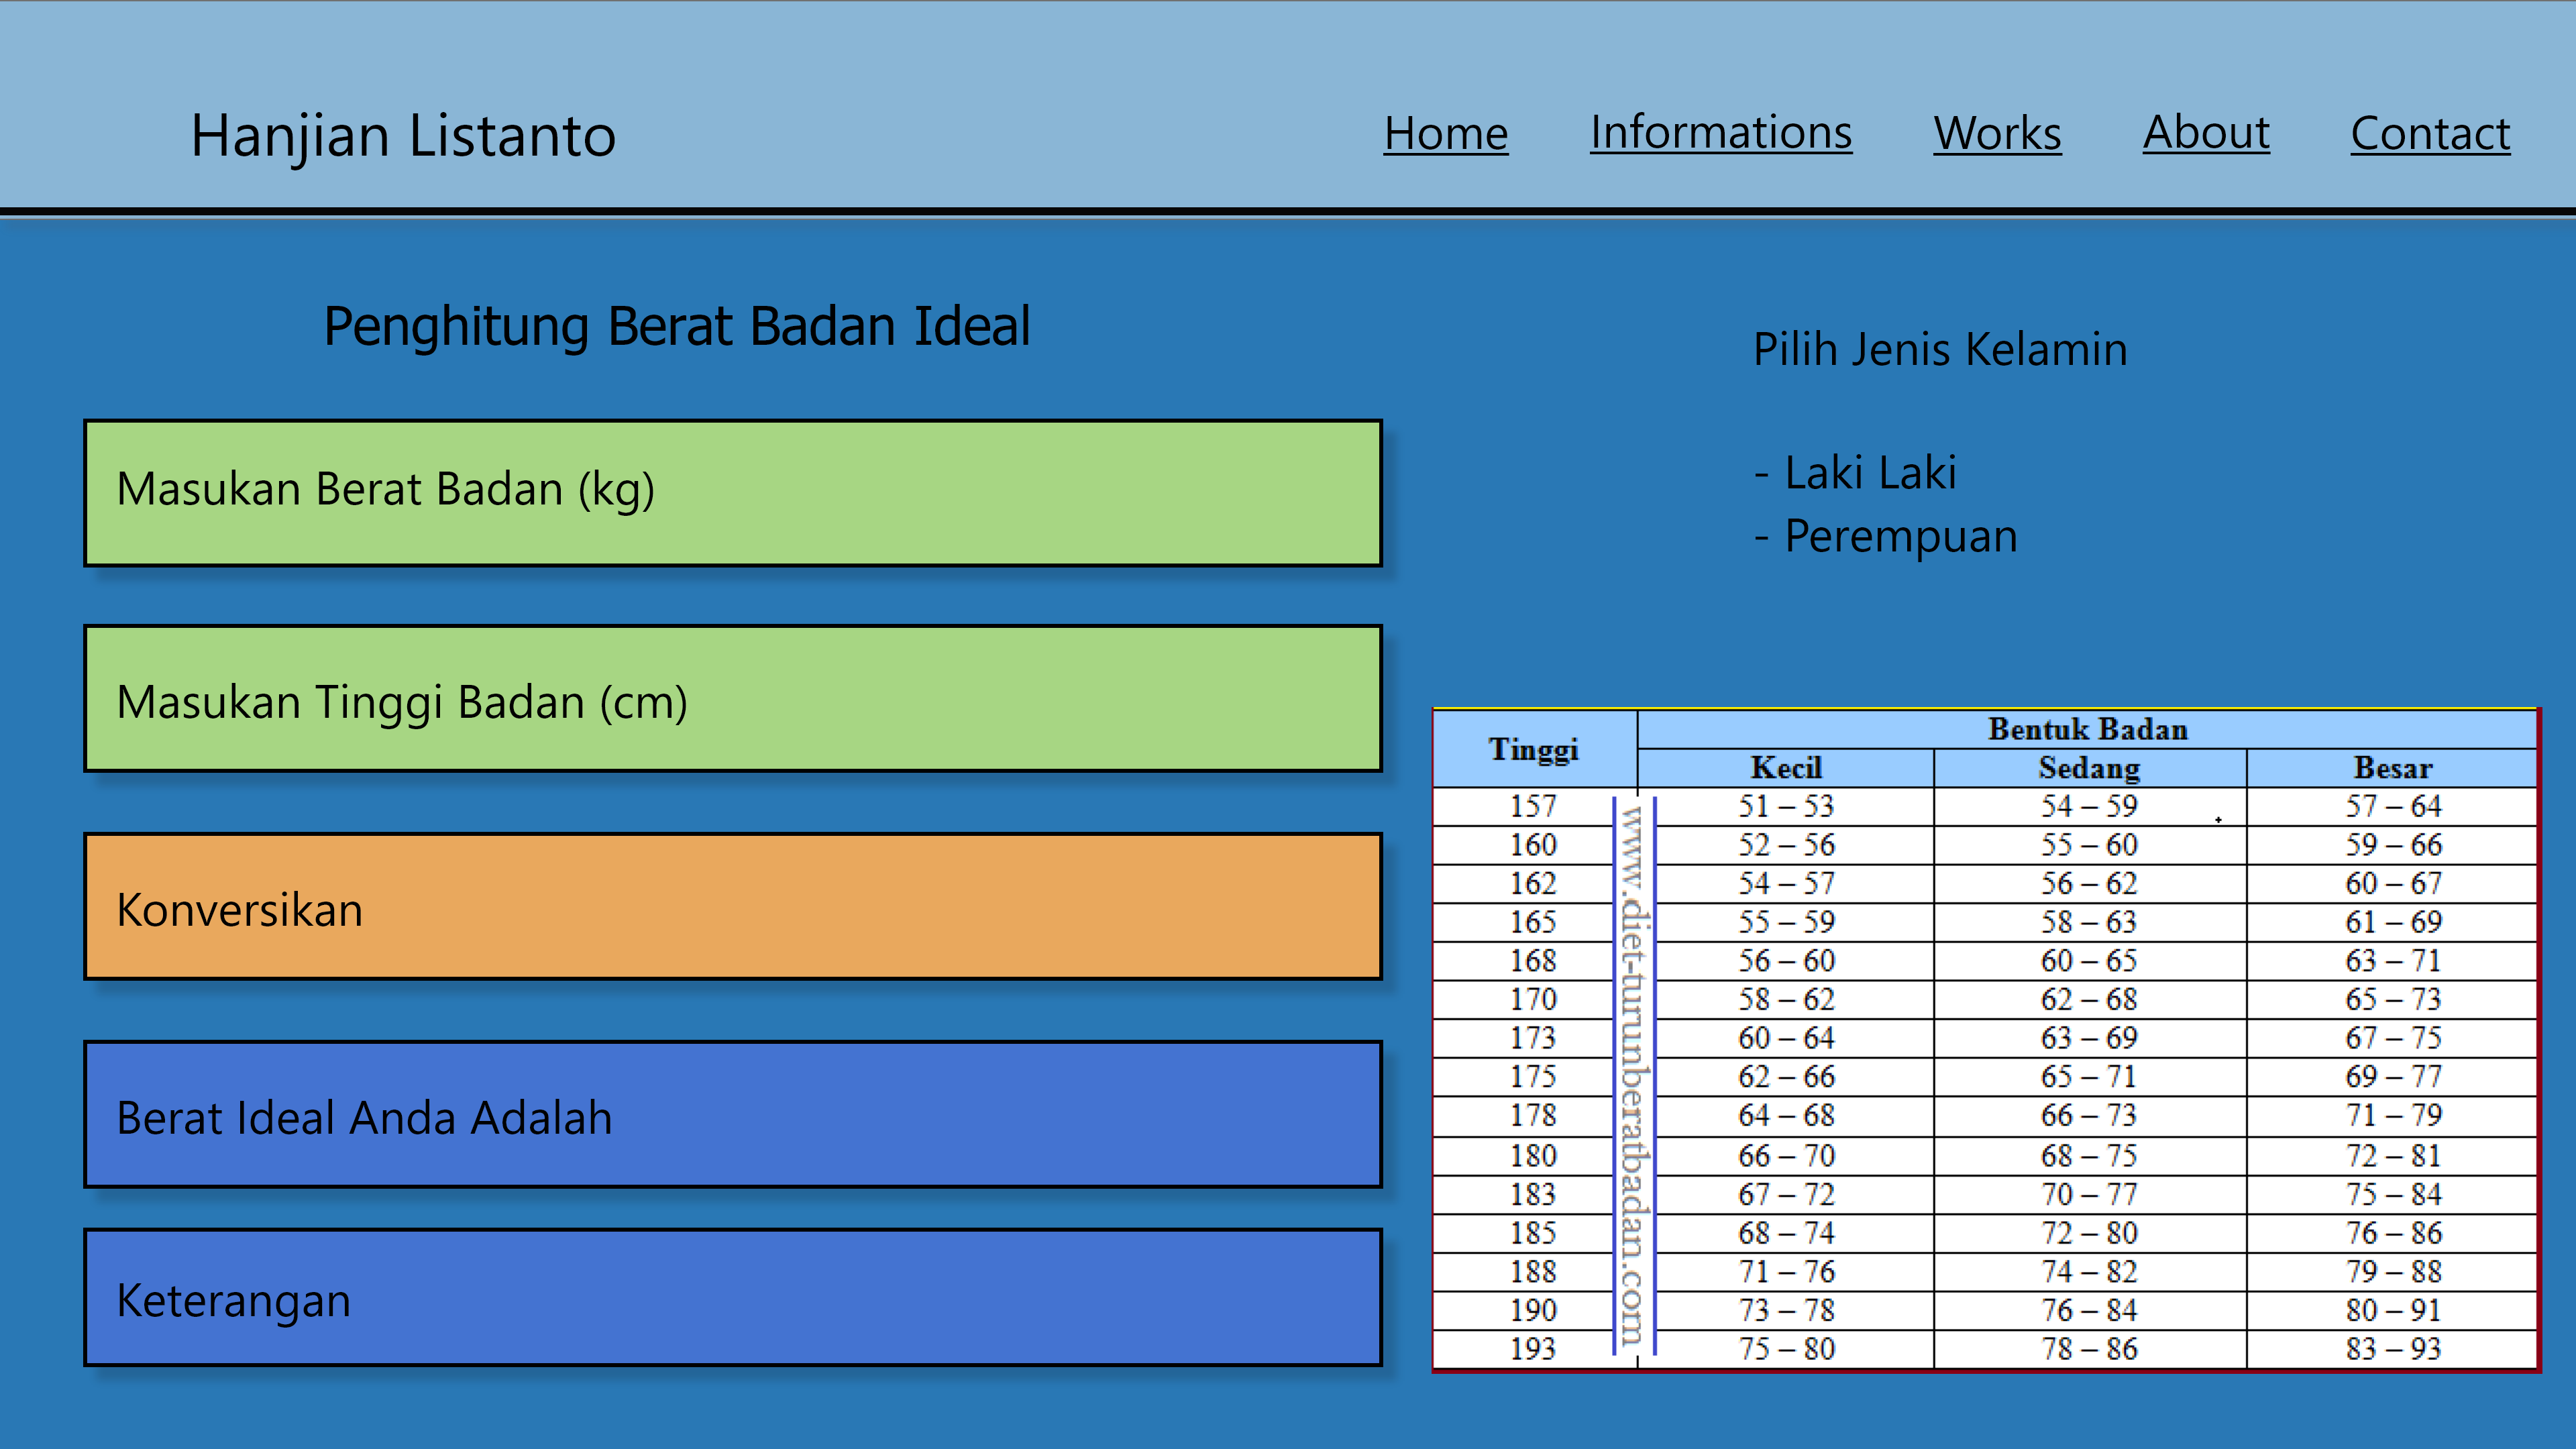 Hanjian Listanto
Home Informations Works About Contact
Penghitung Berat Badan Ideal
Masukan Berat Badan (kg)
Masukan Tinggi Badan (cm)
Konversikan
Berat Ideal Anda Adalah
Keterangan
Pilih Jenis Kelamin
- Laki Laki
- Perempuan
Tinggi Bentuk Badan
Kecil Sedang Besar
157 51 – 53 54 – 59 57 – 64
160 52 – 56 55 – 60 59 – 66
162 54 – 57 56 – 62 60 – 67
165 55 – 59 58 – 63 61 – 69
168 56 – 60 60 – 65 63 – 71
170 58 – 62 62 – 68 65 – 73
173 60 – 64 63 – 69 67 – 75
175 62 – 66 65 – 71 69 – 77
178 64 – 68 66 – 73 71 – 79
180 66 – 70 68 – 75 72 – 81
183 67 – 72 70 – 77 75 – 84
185 68 – 74 72 – 80 76 – 86
188 71 – 76 74 – 82 79 – 88
190 73 – 78 76 – 84 80 – 91
193 75 – 80 78 – 86 83 – 93
www.diet-turunberatbadan.com